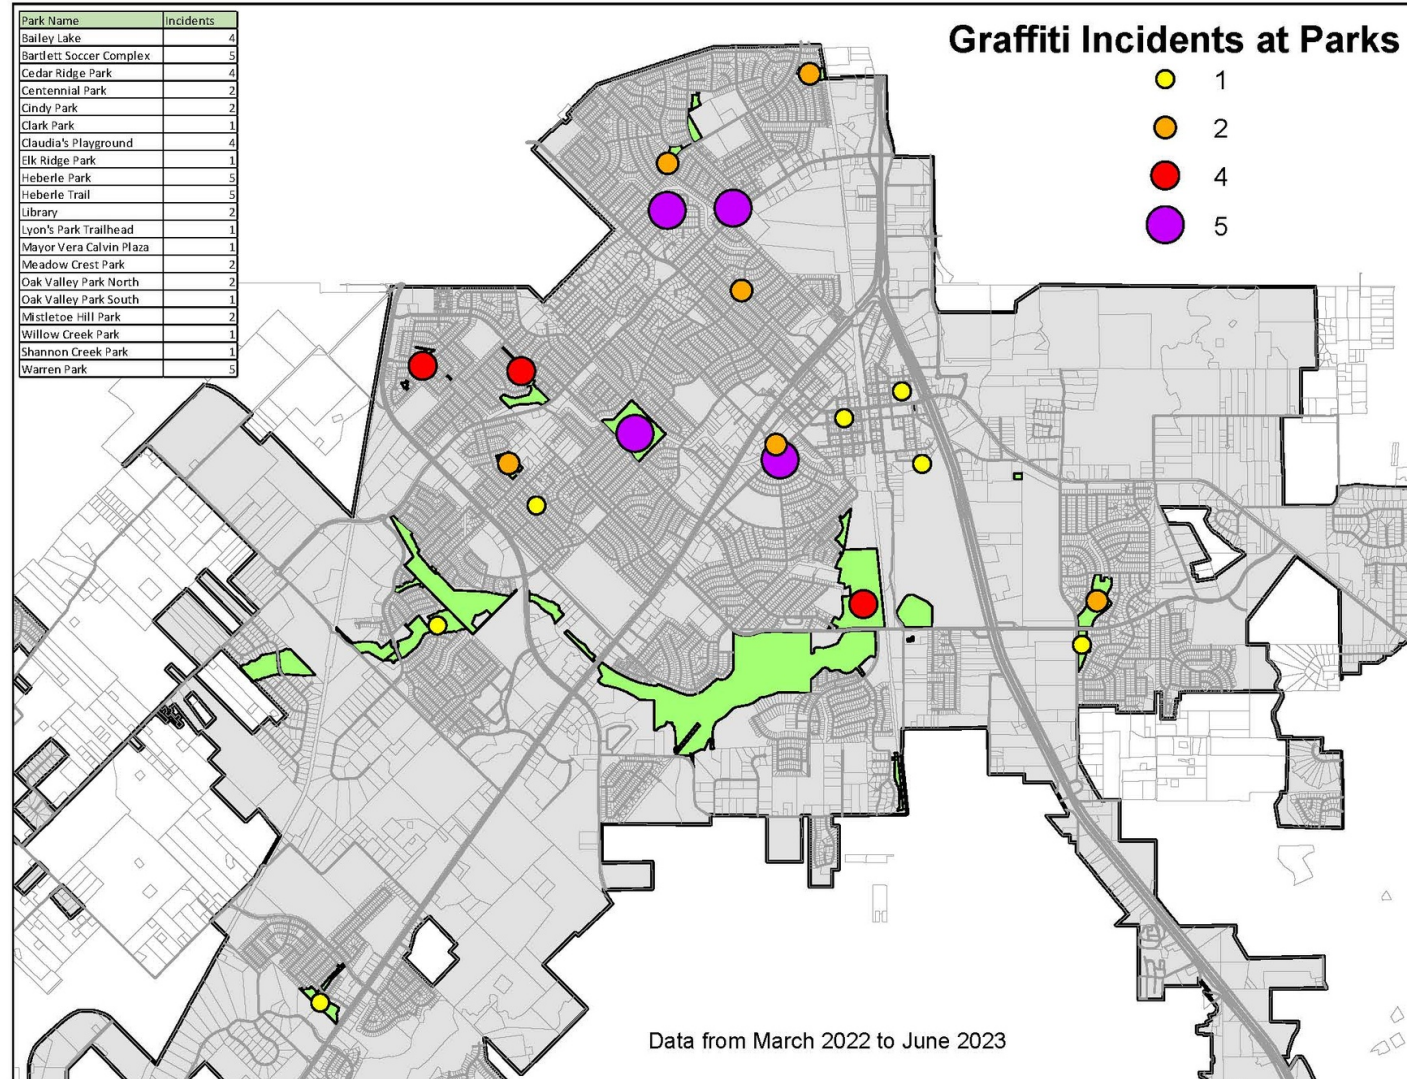 Park Name Incidents
Bailey Lake 4
Bartlett Soccer Complex 5
Cedar Ridge Park 4
Centennial Park 2
Cindy Park 2
Clark Park 1
Claudia's Playground 4
Elk Ridge Park 1
Heberle Park 5
Heberle Trail 5
Library 2
Lyon's Park Trailhead 1
Mayor Vera Calvin Plaza 1
Meadow Crest Park 2
Oak Valley Park North 2
Oak Valley Park South 1
Mistletoe Hill Park 2
Willow Creek Park 1
Shannon Creek Park 1
Warren Park 5
Graffiti Incidents at Parks
1
2
4
5
Data from March 2022 to June 2023